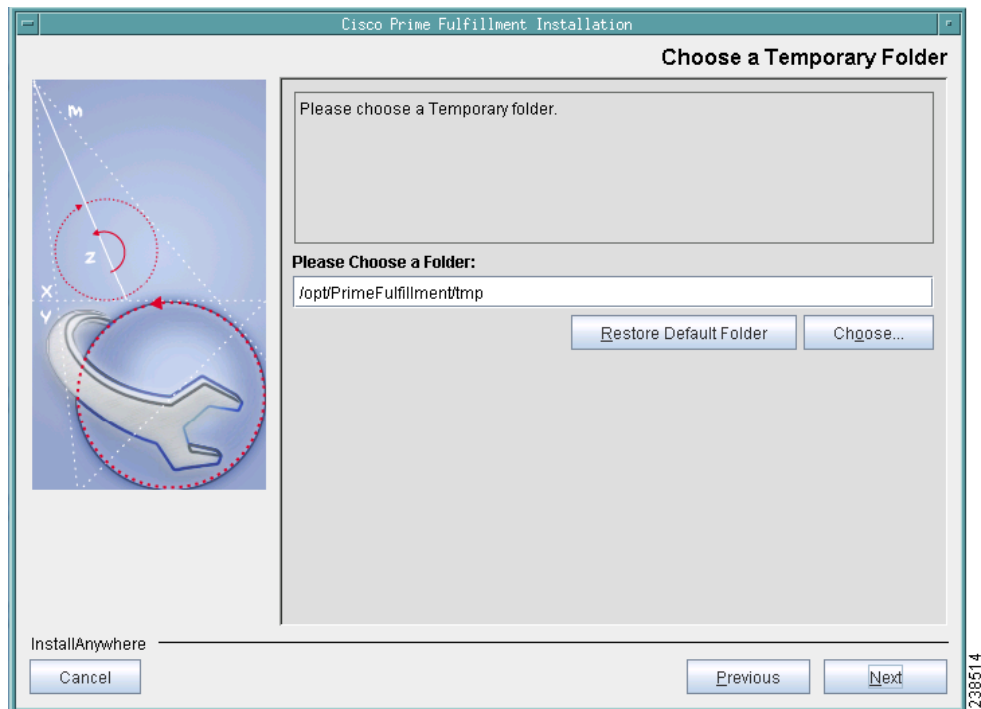 Cisco Prime Fulfillment Installation
Choose a Temporary Folder
m
z
X
Y
Please choose a Temporary folder.
Please Choose a Folder:
/opt/PrimeFulfillment/tmp
Restore Default Folder
Choose...
InstallAnywhere
Cancel
Previous
Next
238514